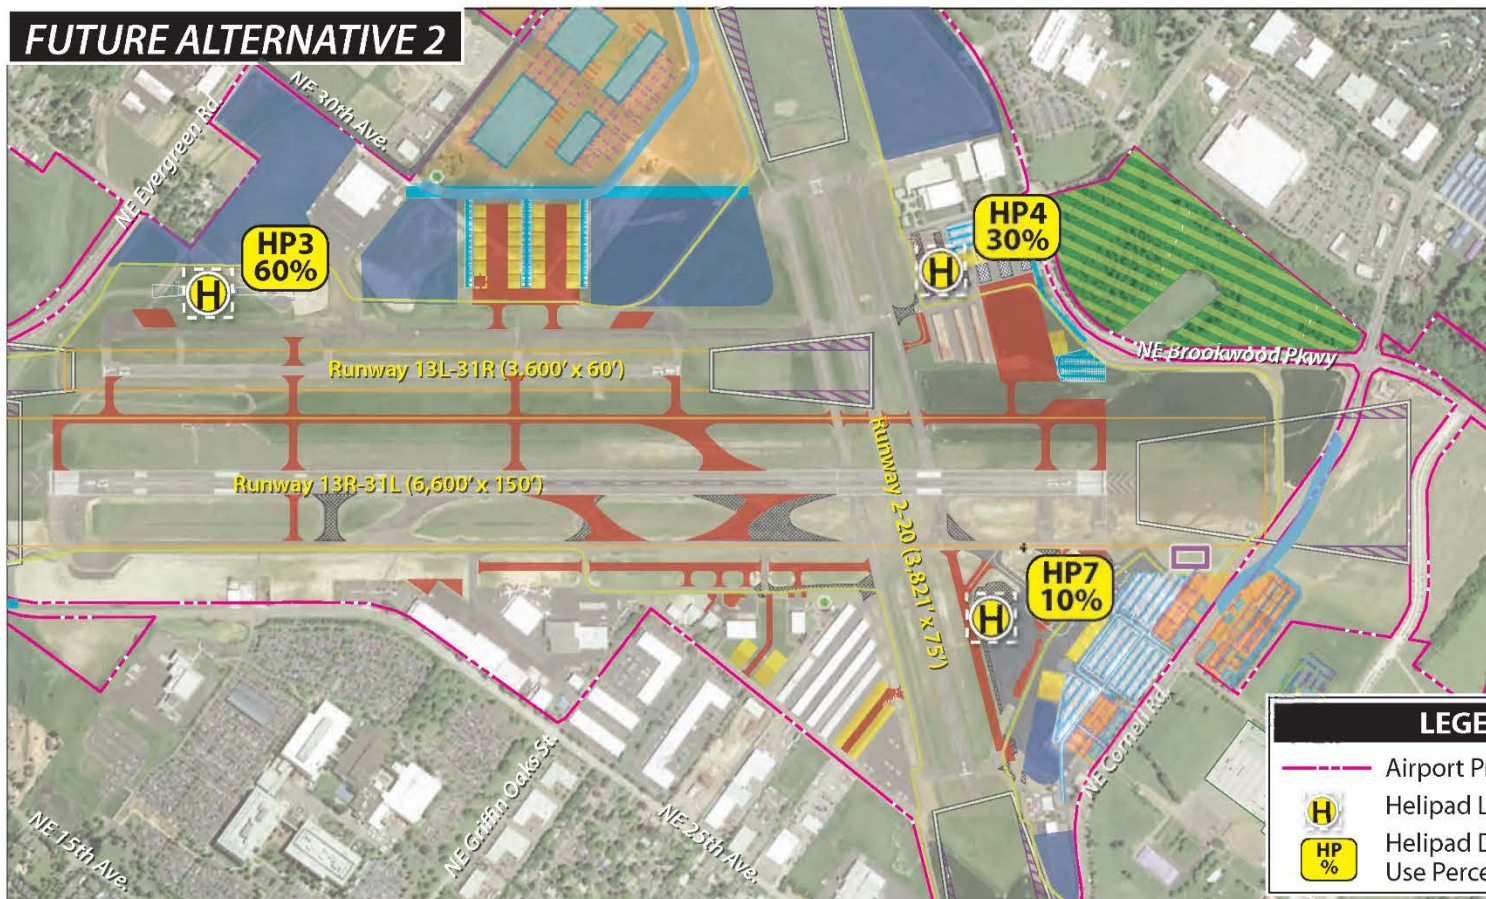 FUTURE ALTERNATIVE 2
NE 30th Ave.
NE Evergreen Rd.
HP3
60%
H
HP4
30%
H
NE Brookwood Pkwy
Runway 13L-31R (3,600' x 60')
Runway 13R-31L (6,600' x 150')
Runway 2-20 (3,821' x 75')
HP7
10%
H
NE Cornell Rd.
NE Griffin Oaks St.
NE 25th Ave.
NE 15th Ave.
LEGE
Airport Pr
H
Helipad L
HP
%
Helipad D
Use Perce